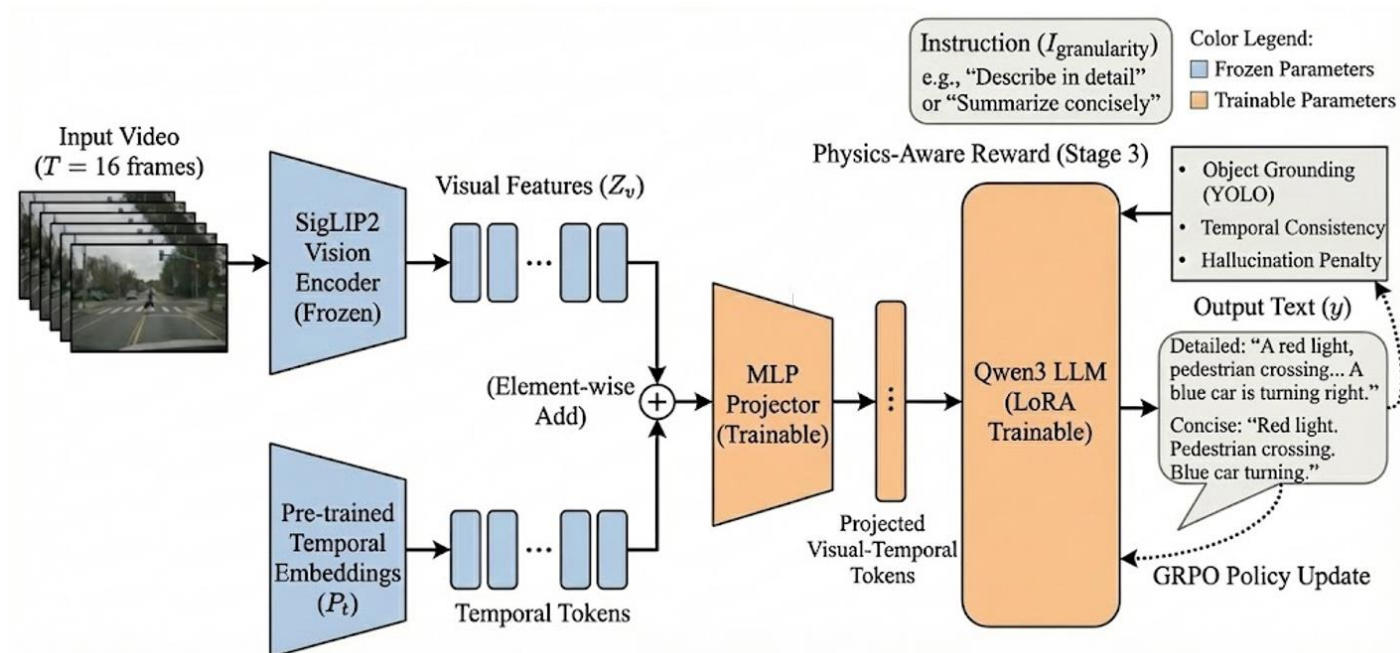 Instruction (I_granularity)
e.g., “Describe in detail”
or “Summarize concisely”
Color Legend:
Frozen Parameters
Trainable Parameters
Input Video
(T = 16 frames)
SigLIP2
Vision
Encoder
(Frozen)
Visual Features (Z_v)
...
Physics-Aware Reward (Stage 3)
• Object Grounding
(YOLO)
• Temporal Consistency
• Hallucination Penalty
(Element-wise
Add)
+
Pre-trained
Temporal
Embeddings
(P_t)
...
Temporal Tokens
MLP
Projector
(Trainable)
Projected
Visual-Temporal
Tokens
Qwen3 LLM
(LoRA
Trainable)
Output Text (y)
Detailed: “A red light,
pedestrian crossing... A
blue car is turning right.”
Concise: “Red light.
Pedestrian crossing.
Blue car turning.”
GRPO Policy Update